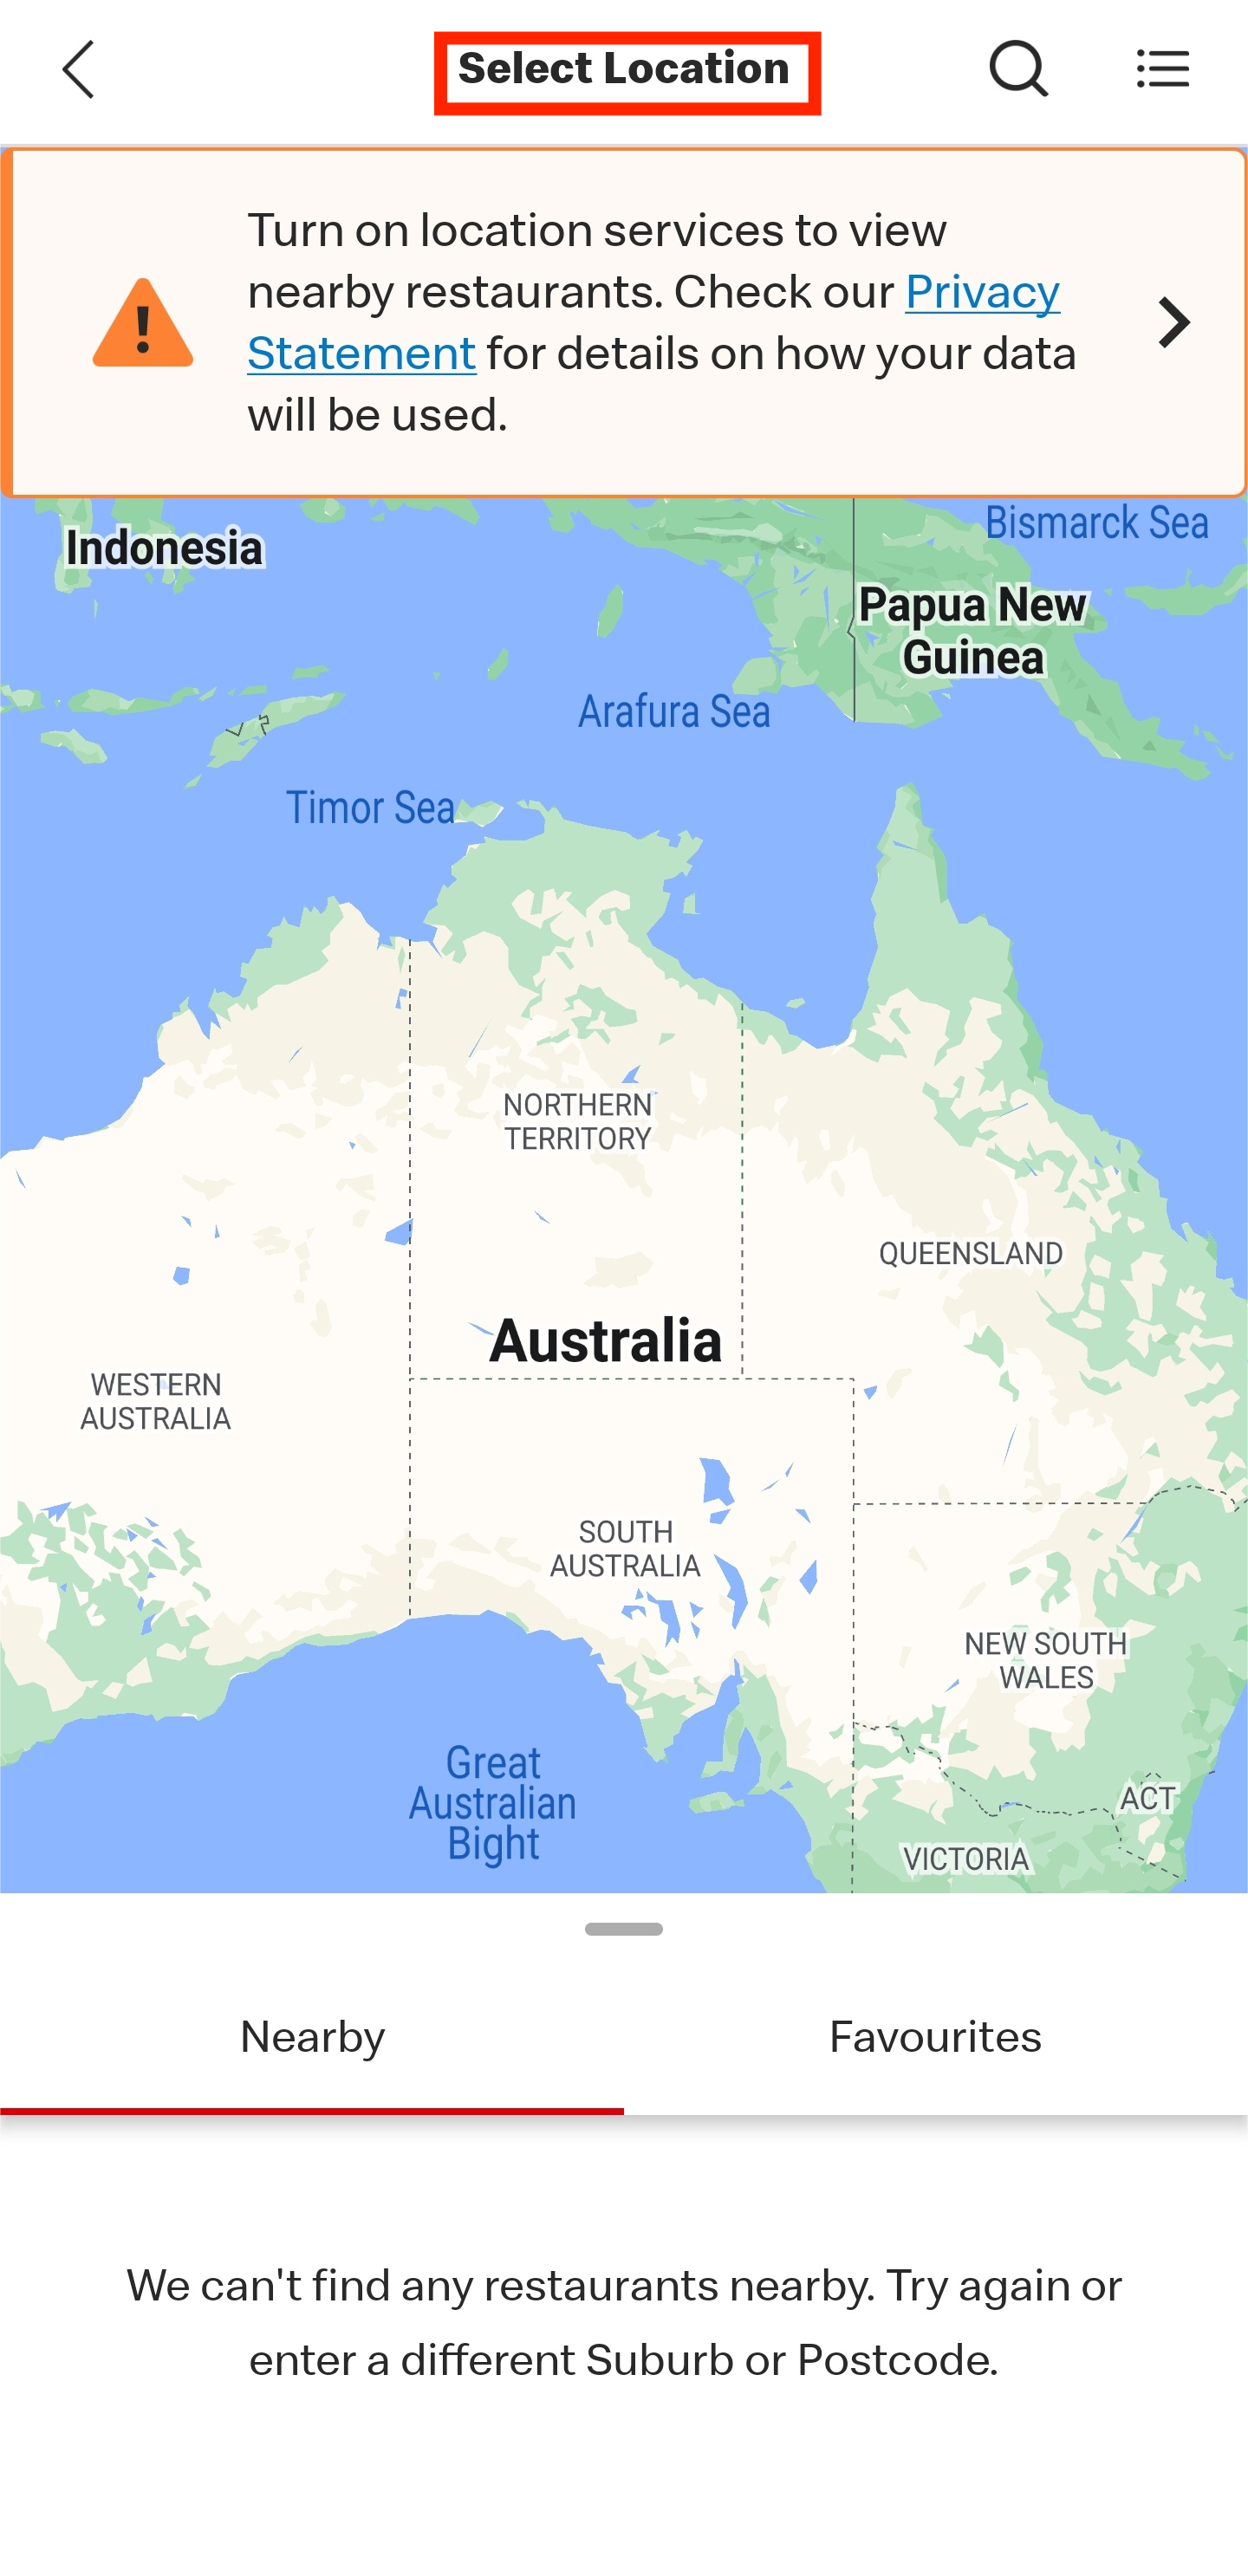 Select Location
Turn on location services to view
nearby restaurants. Check our Privacy
Statement for details on how your data
will be used.
Bismarck Sea
Indonesia
Papua New
Guinea
Arafura Sea
Timor Sea
NORTHERN
TERRITORY
QUEENSLAND
Australia
WESTERN
AUSTRALIA
SOUTH
AUSTRALIA
NEW SOUTH
WALES
Great
Australian
Bight
ACT
VICTORIA
Nearby
Favourites
We can't find any restaurants nearby. Try again or
enter a different Suburb or Postcode.